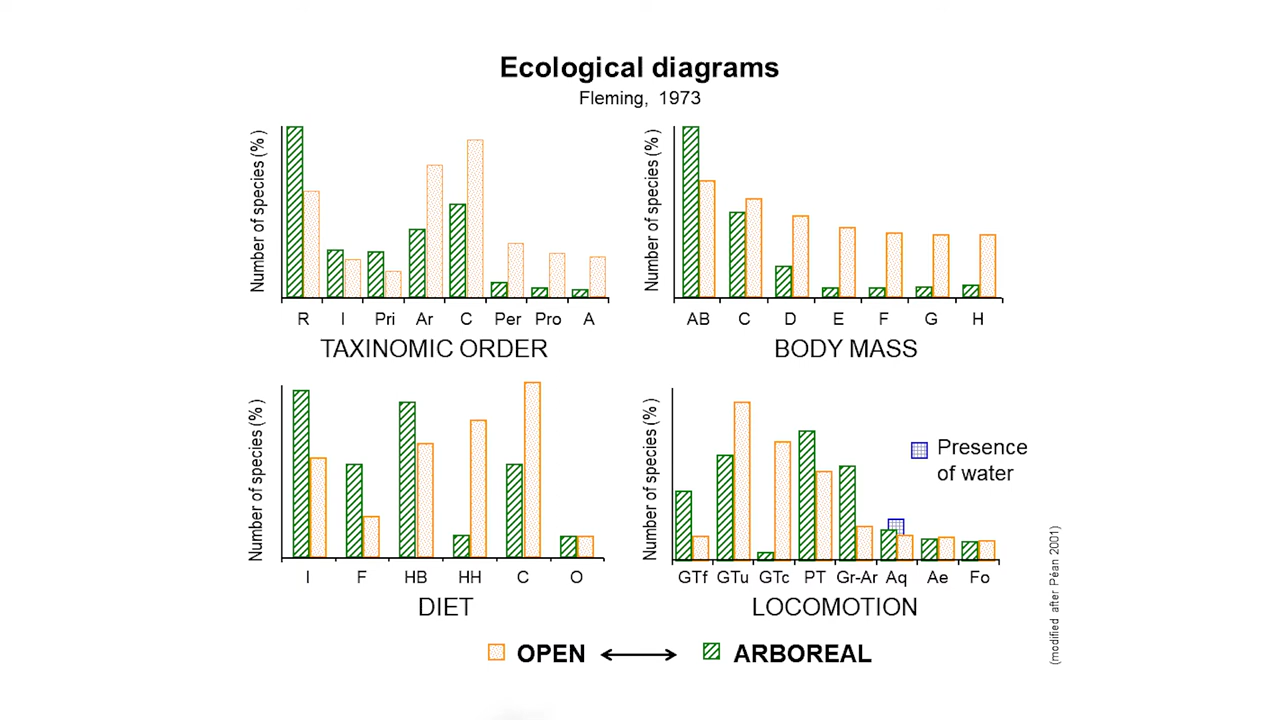 Ecological diagrams
Fleming, 1973
Number of species (%)
R I Pri Ar C Per Pro A
TAXINOMIC ORDER
Number of species (%)
AB C D E F G H
BODY MASS
Number of species (%)
I F HB HH C O
DIET
Number of species (%)
GTf GTu GTc PT Gr-Ar Aq Ae Fo
LOCOMOTION
Presence
of water
(modified after Péan 2001)
OPEN ARBOREAL